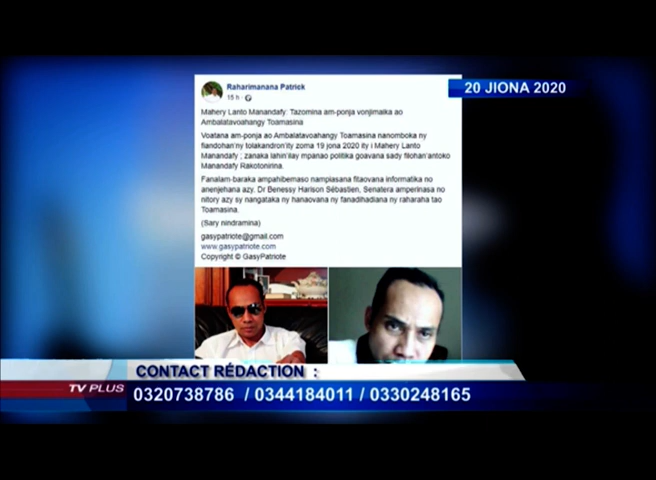 Raharimanana Patrick
15 h ·
20 JIONA 2020
Mahery Lanto Manandafy: Tazomina am-ponja vonjimaika ao
Ambalatavoahangy Toamasina
Voatana am-ponja ao Ambalatavoahangy Toamasina nanomboka ny
fiandohan'ny tolakandron'ity zoma 19 jona 2020 ity i Mahery Lanto
Manandafy ; zanaka lahin'ilay mpanao politika goavana sady filohan'antoko
Manandafy Rakotonirina.
Fanalam-baraka ampahibemaso nampiasana fitaovana informatika no
anenjehana azy. Dr Benessy Harison Sébastien, Senatera amperinasa no
nitory azy sy nangataka ny hanaovana ny fanadihadiana ny raharaha tao
Toamasina.
(Sary nindramina)
gasypatriote@gmail.com
www.gasypatriote.com
Copyright © GasyPatriote
CONTACT RÉDACTION :
TV PLUS
0320738786 / 0344184011 / 0330248165